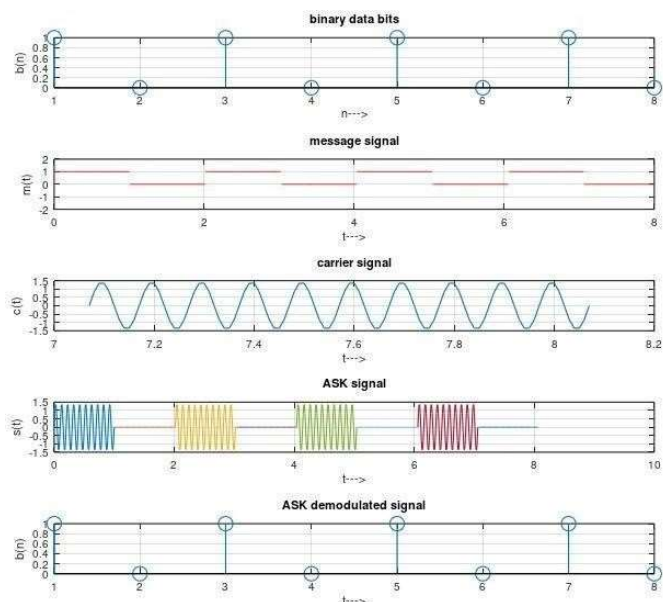 binary data bits
b(n)
1
0.8
0.6
0.4
0.2
0
1 2 3 4 5 6 7 8
n--->
message signal
m(t)
2
1
0
-1
-2
0 2 4 6 8
t--->
carrier signal
c(t)
1.5
1
0.5
0
-0.5
-1
-1.5
7 7.2 7.4 7.6 7.8 8 8.2
t--->
ASK signal
s(t)
1.5
1
0.5
0
-0.5
-1
-1.5
0 2 4 6 8 10
t--->
ASK demodulated signal
b(n)
1
0.8
0.6
0.4
0.2
0
1 2 3 4 5 6 7 8
t--->